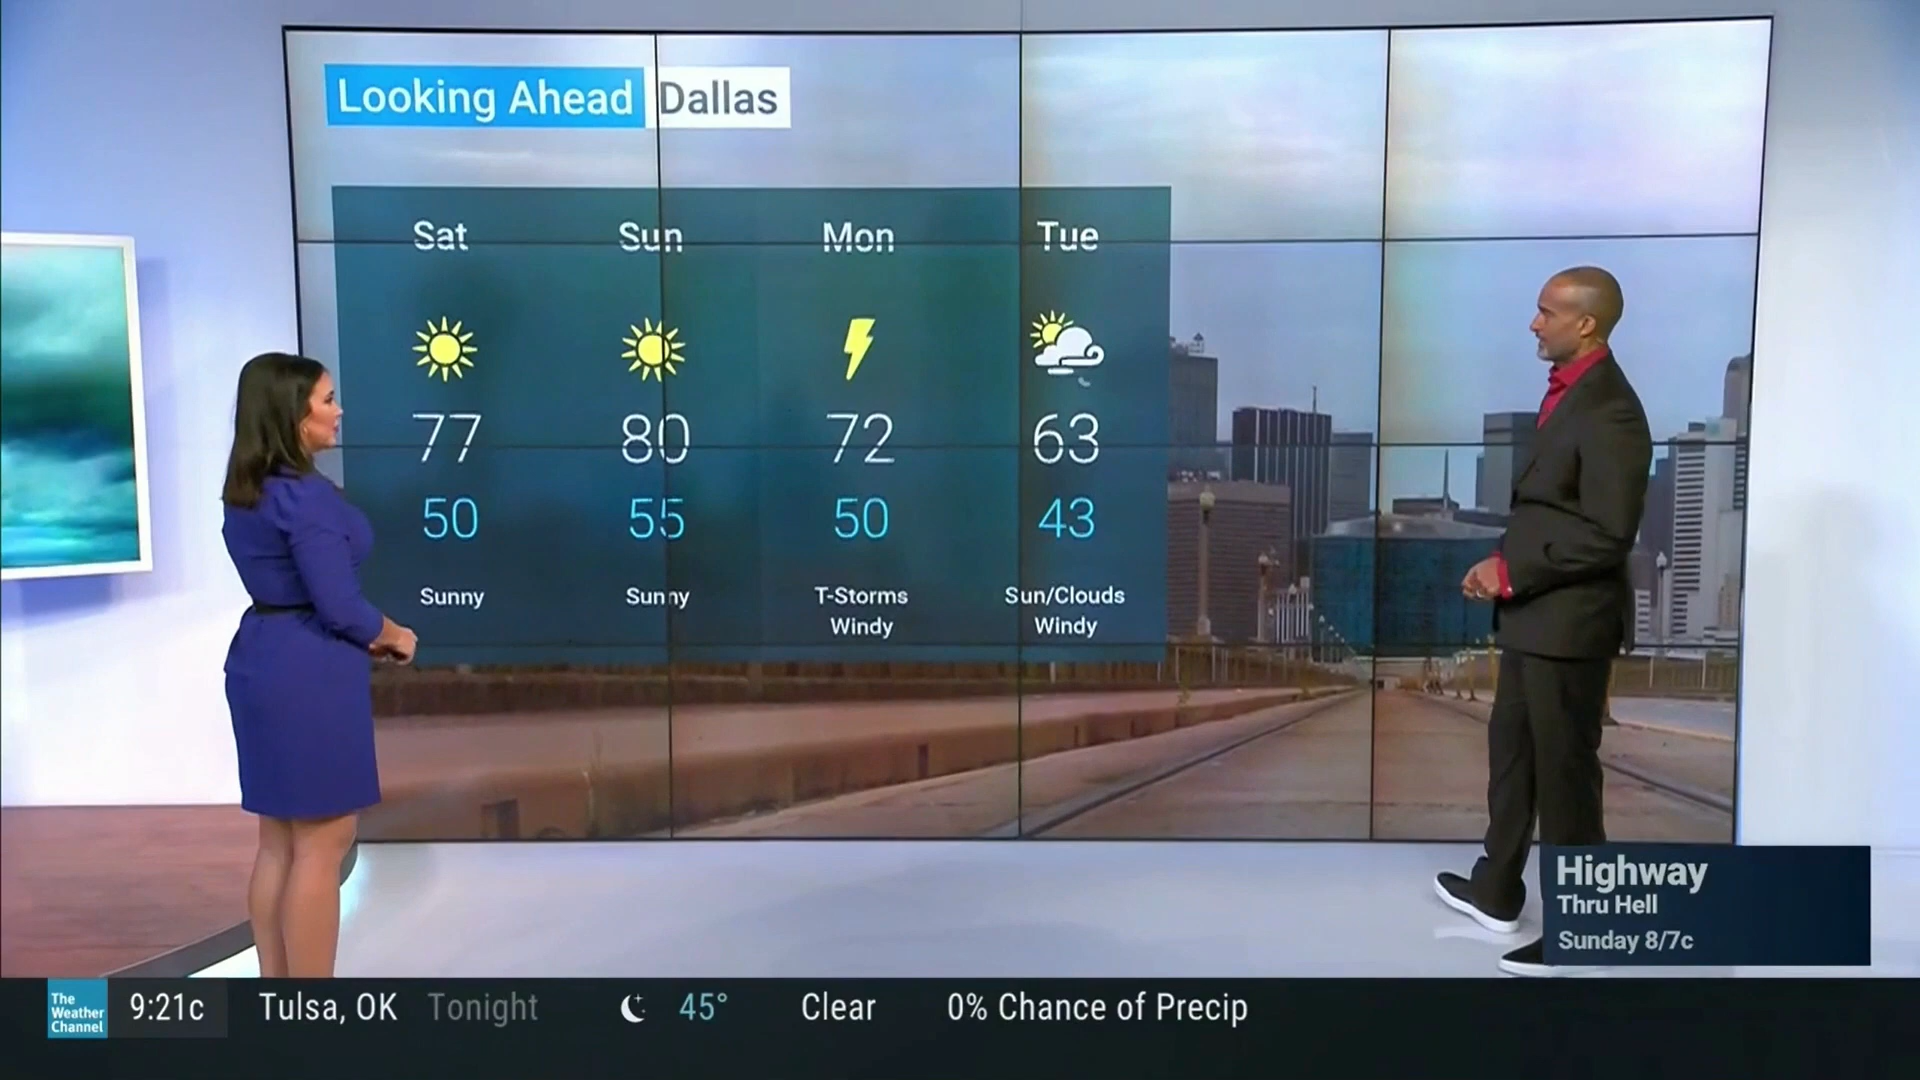 Looking Ahead Dallas
Sat Sun Mon Tue
77 80 72 63
50 55 50 43
Sunny Sunny T-Storms Sun/Clouds
Windy Windy
Highway
Thru Hell
Sunday 8/7c
The
Weather
Channel
9:21c Tulsa, OK Tonight 45° Clear 0% Chance of Precip